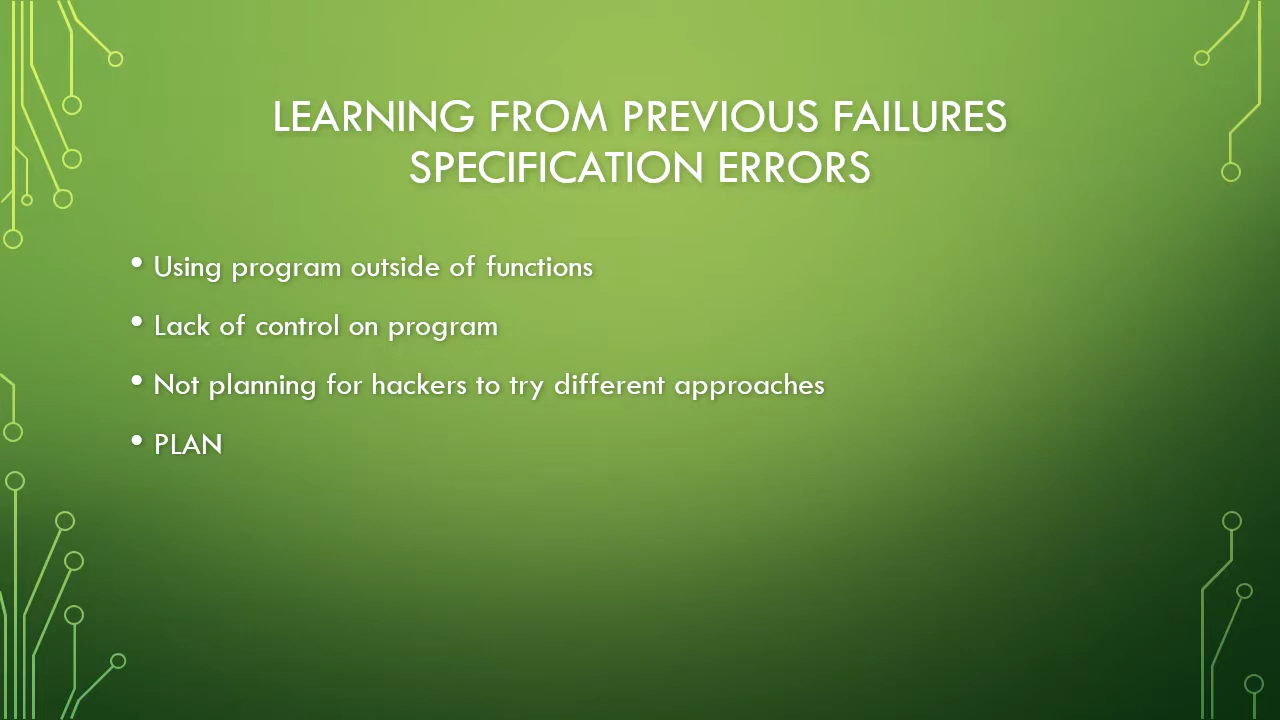 LEARNING FROM PREVIOUS FAILURES
SPECIFICATION ERRORS
• Using program outside of functions
• Lack of control on program
• Not planning for hackers to try different approaches
• PLAN